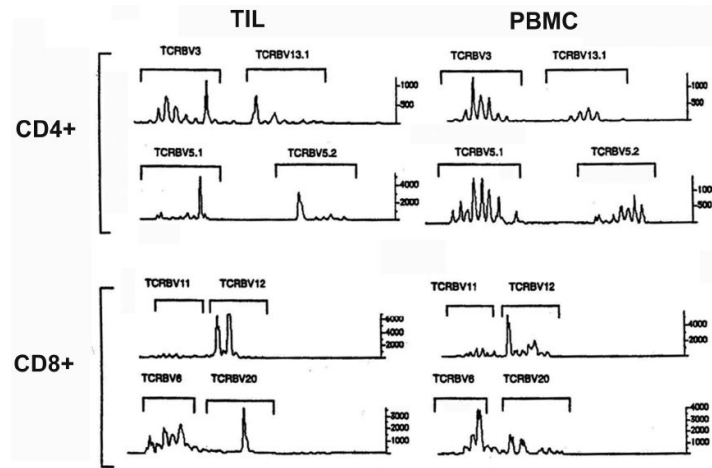 TIL PBMC
TCRBV3 TCRBV13.1 TCRBV3 TCRBV13.1
1000 1000
500 500
CD4+
TCRBV5.1 TCRBV5.2 TCRBV5.1 TCRBV5.2
4000 1000
2000 500
TCRBV11 TCRBV12 TCRBV11 TCRBV12
6000
4000 4000
2000 2000
CD8+
TCRBV6 TCRBV20 TCRBV6 TCRBV20
3000 4000
2000 3000
1000 2000
1000